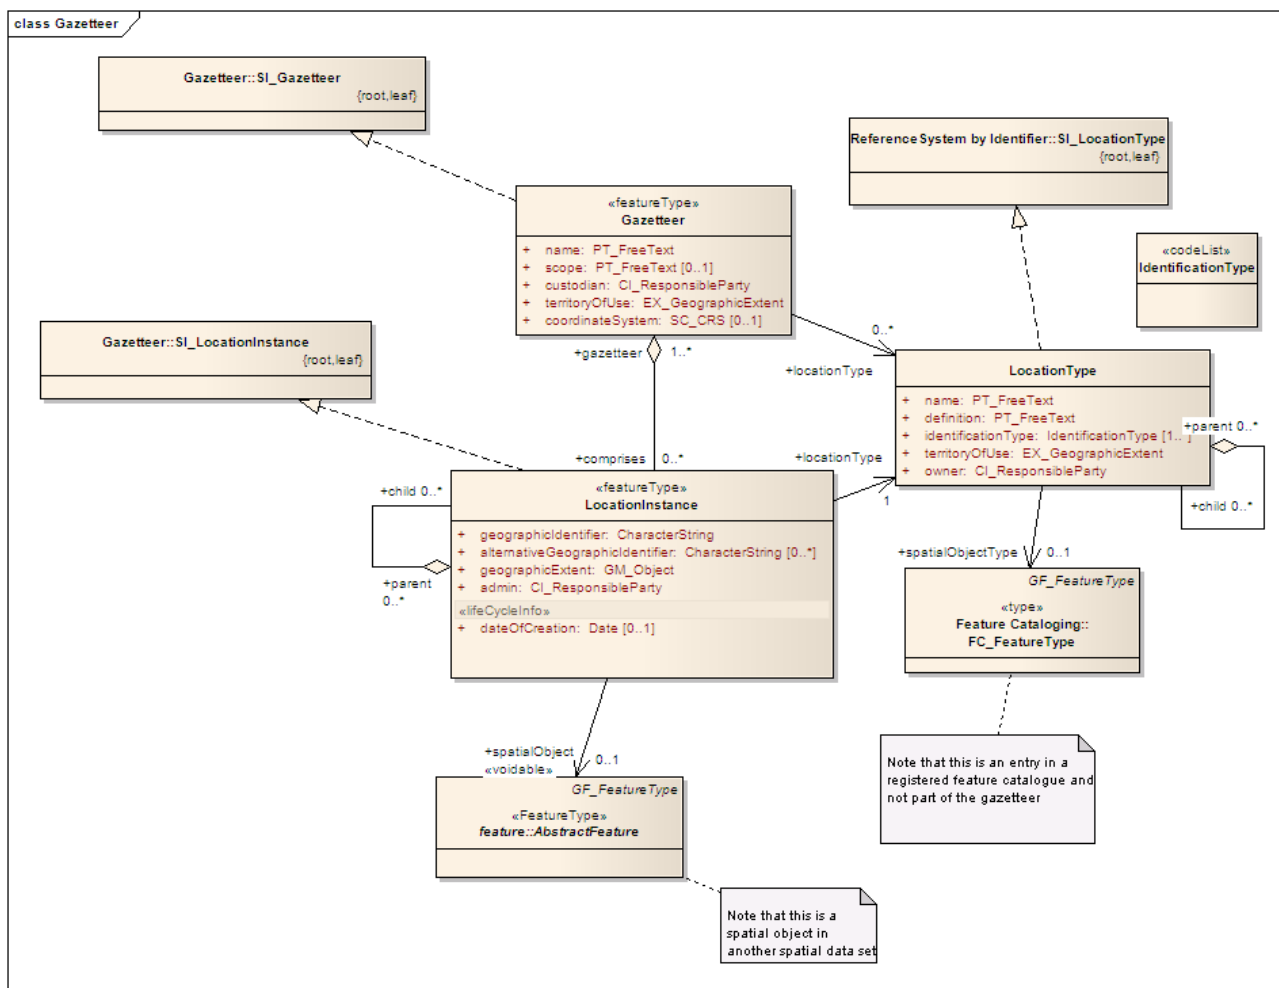 class Gazetteer
Gazetteer::SI_Gazetteer
{root,leaf}
ReferenceSystem by Identifier::SI_LocationType
{root,leaf}
«featureType»
Gazetteer
+ name: PT_FreeText
+ scope: PT_FreeText [0..1]
+ custodian: CI_ResponsibleParty
+ territoryOfUse: EX_GeographicExtent
+ coordinateSystem: SC_CRS [0..1]
«codeList»
IdentificationType
Gazetteer::SI_LocationInstance
{root,leaf}
+gazetteer
1..*
0..*
+locationType
LocationType
+ name: PT_FreeText
+ definition: PT_FreeText
+ identificationType: IdentificationType [1..
+ territoryOfUse: EX_GeographicExtent
+ owner: CI_ResponsibleParty
+parent 0..*
+child 0..*
+comprises
0..*
+locationType
1
+child 0..*
+parent
0..*
«featureType»
LocationInstance
+ geographicIdentifier: CharacterString
+ alternativeGeographicIdentifier: CharacterString [0..*]
+ geographicExtent: GM_Object
+ admin: CI_ResponsibleParty
«lifeCycleInfo»
+ dateOfCreation: Date [0..1]
+spatialObjectType
0..1
GF_FeatureType
«type»
Feature Cataloging::
FC_FeatureType
Note that this is an entry in a
registered feature catalogue and
not part of the gazetteer
+spatialObject
«voidable»
0..1
GF_FeatureType
«FeatureType»
feature::AbstractFeature
Note that this is a
spatial object in
another spatial data set